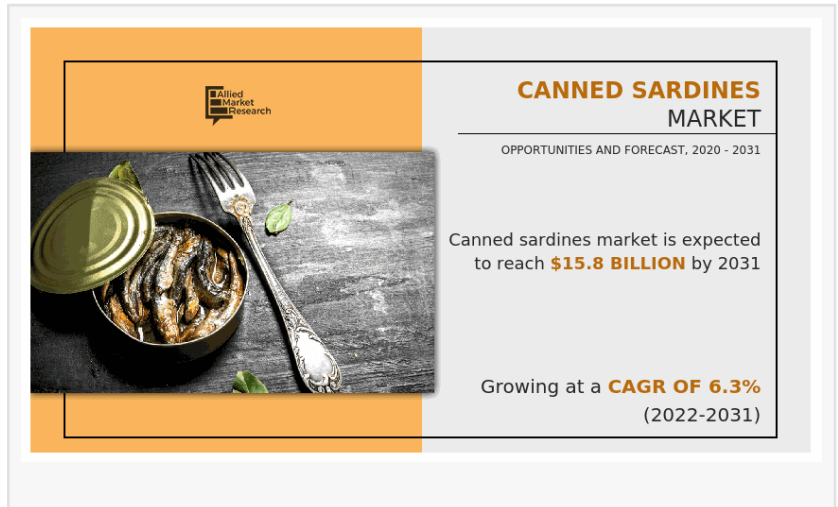 Allied
Market
Research
CANNED SARDINES
MARKET
OPPORTUNITIES AND FORECAST, 2020 - 2031
Canned sardines market is expected
to reach $15.8 BILLION by 2031
Growing at a CAGR OF 6.3%
(2022-2031)